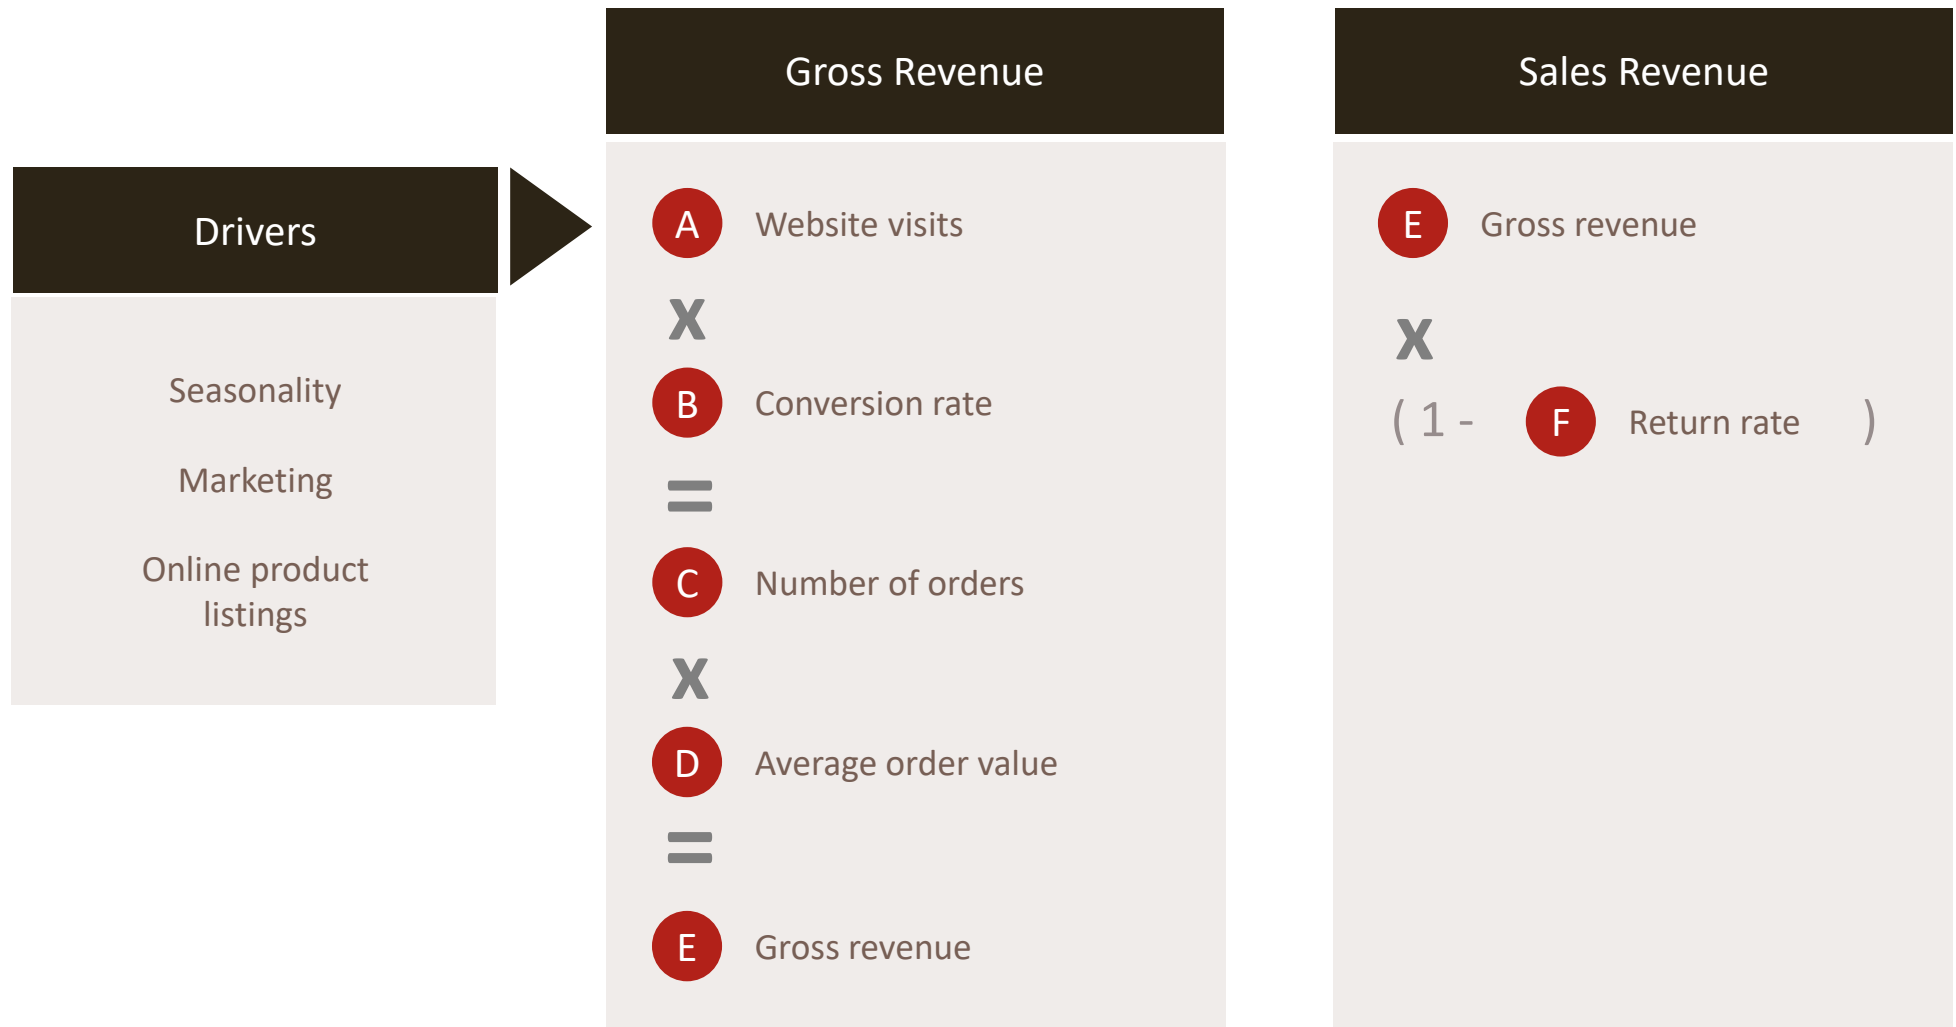 Drivers
Seasonality
Marketing
Online product
listings
Gross Revenue
A Website visits
x
B Conversion rate
=
C Number of orders
x
D Average order value
=
E Gross revenue
Sales Revenue
E Gross revenue
x
( 1 - F Return rate )